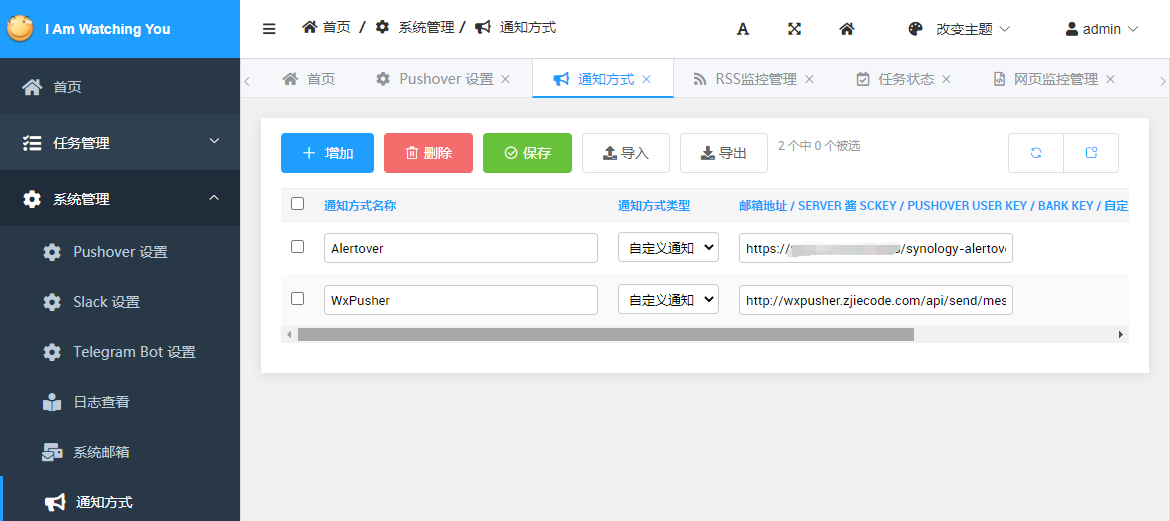 I Am Watching You
首页 / 系统管理 / 通知方式
A
改变主题
admin
首页
Pushover 设置
通知方式
RSS监控管理
任务状态
网页监控管理
首页
任务管理
系统管理
Pushover 设置
Slack 设置
Telegram Bot 设置
日志查看
系统邮箱
通知方式
增加
删除
保存
导入
导出
2 个中 0 个被选
通知方式名称
通知方式类型
邮箱地址 / SERVER 酱 SCKEY / PUSHOVER USER KEY / BARK KEY / 自定
Alertover
自定义通知
https:/ /synology-alertov
WxPusher
自定义通知
http://wxpusher.zjiecode.com/api/send/mes